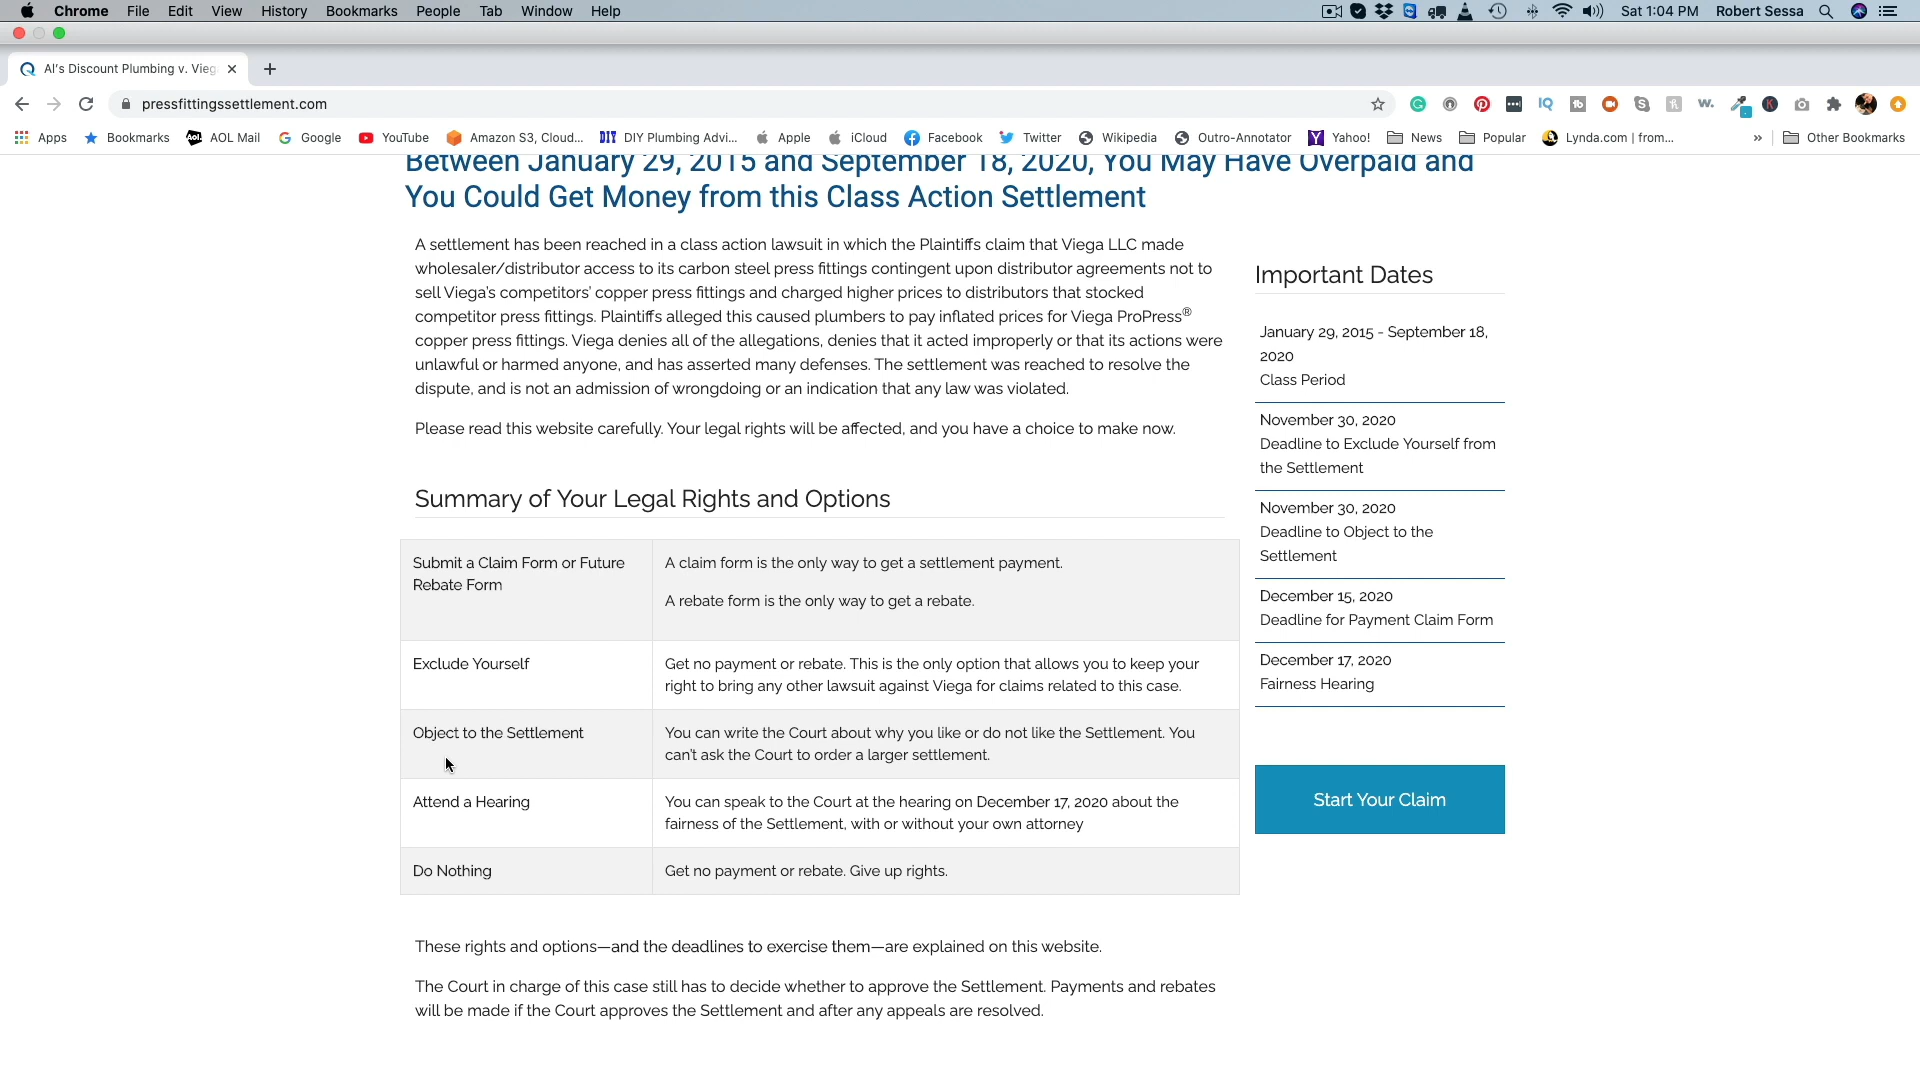 Chrome File Edit View History Bookmarks People Tab Window Help Sat 1:04 PM Robert Sessa
Al's Discount Plumbing v. Vieg
pressfittingssettlement.com
Apps Bookmarks AOL Mail Google YouTube Amazon S3, Cloud... DIY Plumbing Advi... Apple iCloud Facebook Twitter Wikipedia Outro-Annotator Yahoo! News Popular Lynda.com | from... » Other Bookmarks
Between January 29, 2015 and September 18, 2020, You May Have Overpaid and
You Could Get Money from this Class Action Settlement
A settlement has been reached in a class action lawsuit in which the Plaintiffs claim that Viega LLC made
wholesaler/distributor access to its carbon steel press fittings contingent upon distributor agreements not to
sell Viega's competitors' copper press fittings and charged higher prices to distributors that stocked
competitor press fittings. Plaintiffs alleged this caused plumbers to pay inflated prices for Viega ProPress®
copper press fittings. Viega denies all of the allegations, denies that it acted improperly or that its actions were
unlawful or harmed anyone, and has asserted many defenses. The settlement was reached to resolve the
dispute, and is not an admission of wrongdoing or an indication that any law was violated.
Please read this website carefully. Your legal rights will be affected, and you have a choice to make now.
Summary of Your Legal Rights and Options
Submit a Claim Form or Future
Rebate Form
A claim form is the only way to get a settlement payment.
A rebate form is the only way to get a rebate.
Exclude Yourself
Get no payment or rebate. This is the only option that allows you to keep your
right to bring any other lawsuit against Viega for claims related to this case.
Object to the Settlement
You can write the Court about why you like or do not like the Settlement. You
can't ask the Court to order a larger settlement.
Attend a Hearing
You can speak to the Court at the hearing on December 17, 2020 about the
fairness of the Settlement, with or without your own attorney
Do Nothing
Get no payment or rebate. Give up rights.
These rights and options—and the deadlines to exercise them—are explained on this website.
The Court in charge of this case still has to decide whether to approve the Settlement. Payments and rebates
will be made if the Court approves the Settlement and after any appeals are resolved.
Important Dates
January 29, 2015 - September 18,
2020
Class Period
November 30, 2020
Deadline to Exclude Yourself from
the Settlement
November 30, 2020
Deadline to Object to the
Settlement
December 15, 2020
Deadline for Payment Claim Form
December 17, 2020
Fairness Hearing
Start Your Claim